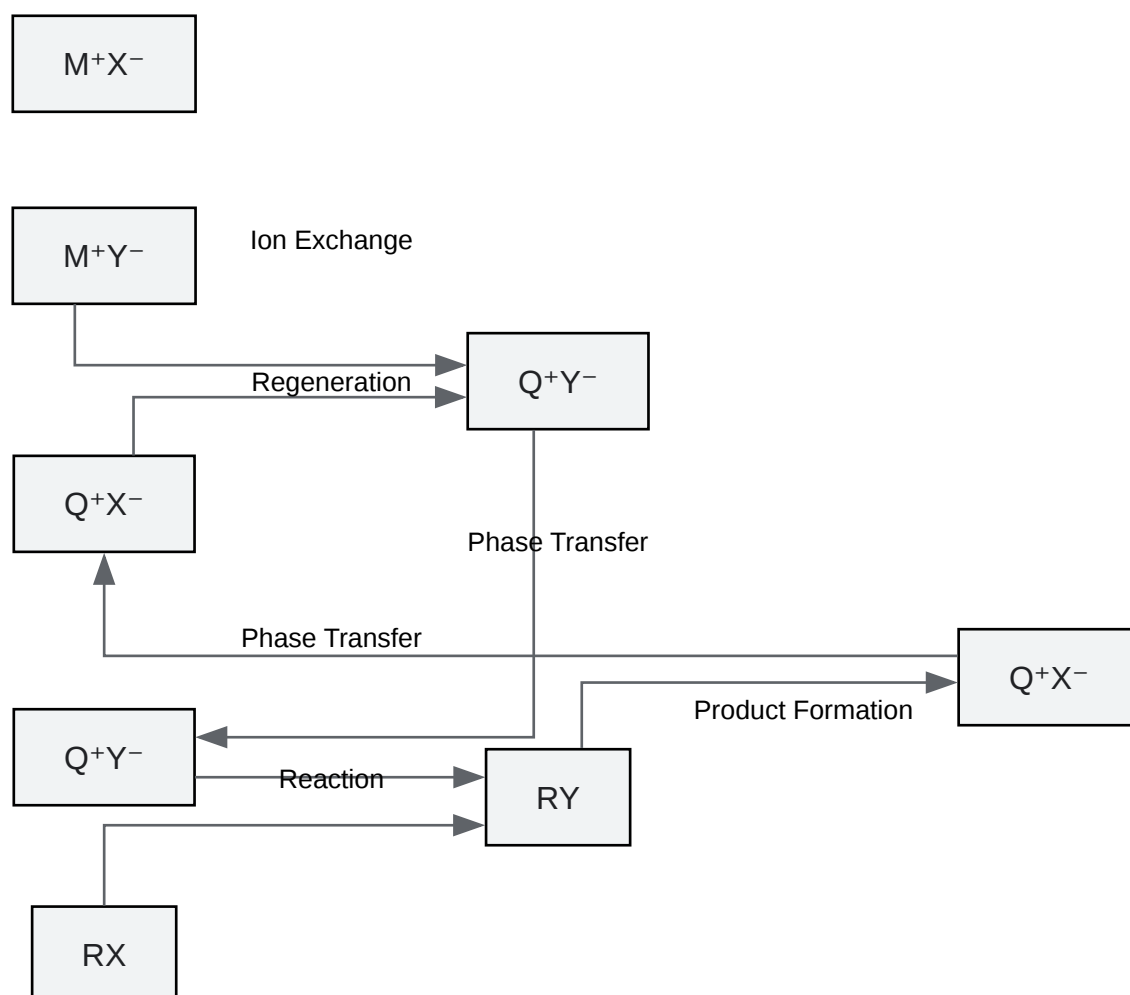 M⁺X⁻
M⁺Y⁻
Ion Exchange
Regeneration
Q⁺Y⁻
Q⁺X⁻
Phase Transfer
Phase Transfer
Q⁺X⁻
Product Formation
Q⁺Y⁻
Reaction
RY
RX